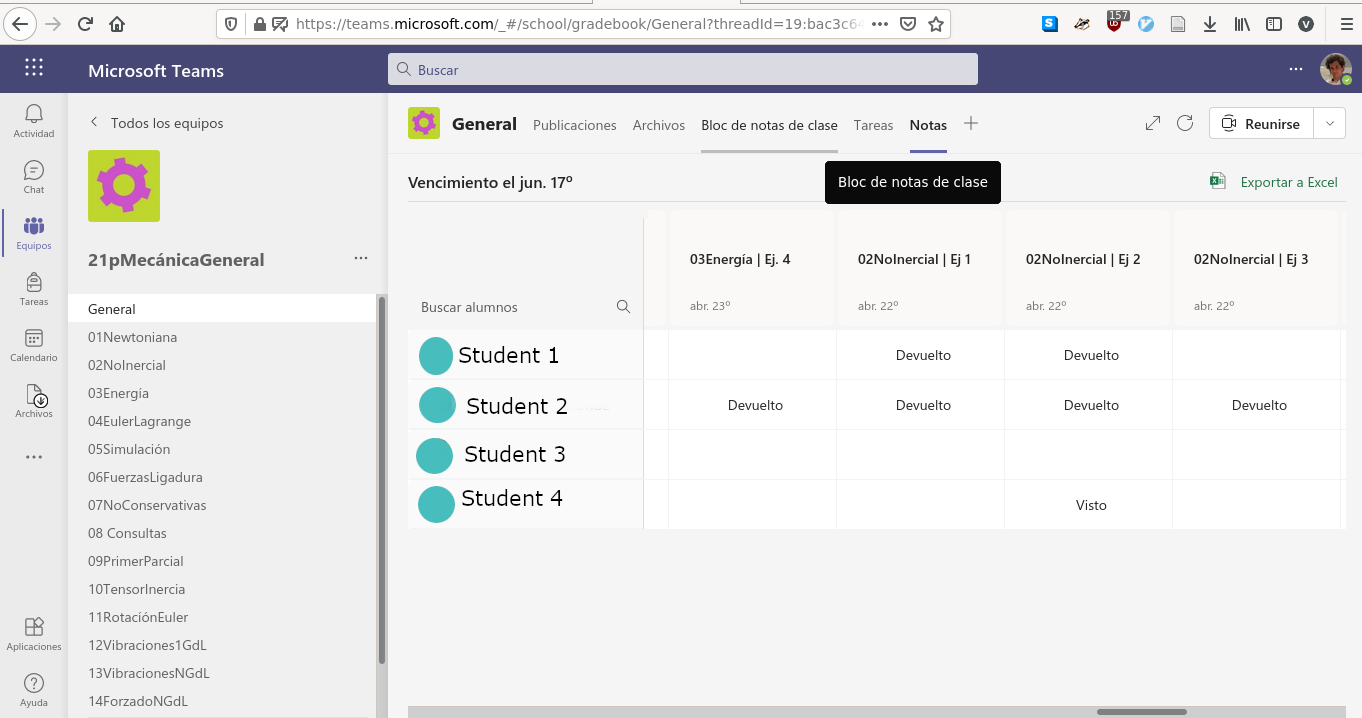 https://teams.microsoft.com/_#/school/gradebook/General?threadId=19:bac3c64
157
Microsoft Teams
Buscar
Actividad
Chat
Equipos
Tareas
Calendario
Archivos
Aplicaciones
Ayuda
Todos los equipos
21pMecánicaGeneral
General
01Newtoniana
02NoInercial
03Energía
04EulerLagrange
05Simulación
06FuerzasLigadura
07NoConservativas
08 Consultas
09PrimerParcial
10TensorInercia
11RotacíónEuler
12Vibraciones1GdL
13VibracionesNGdL
14ForzadoNGdL
General Publicaciones Archivos Bloc de notas de clase Tareas Notas
Reunirse
Vencimiento el jun. 17º
Bloc de notas de clase
Exportar a Excel
03Energía | Ej. 4 02NoInercial | Ej 1 02NoInercial | Ej 2 02NoInercial | Ej 3
Buscar alumnos abr. 23º abr. 22º abr. 22º abr. 22º
Student 1 Devuelto Devuelto
Student 2 Devuelto Devuelto Devuelto Devuelto
Student 3
Student 4 Visto